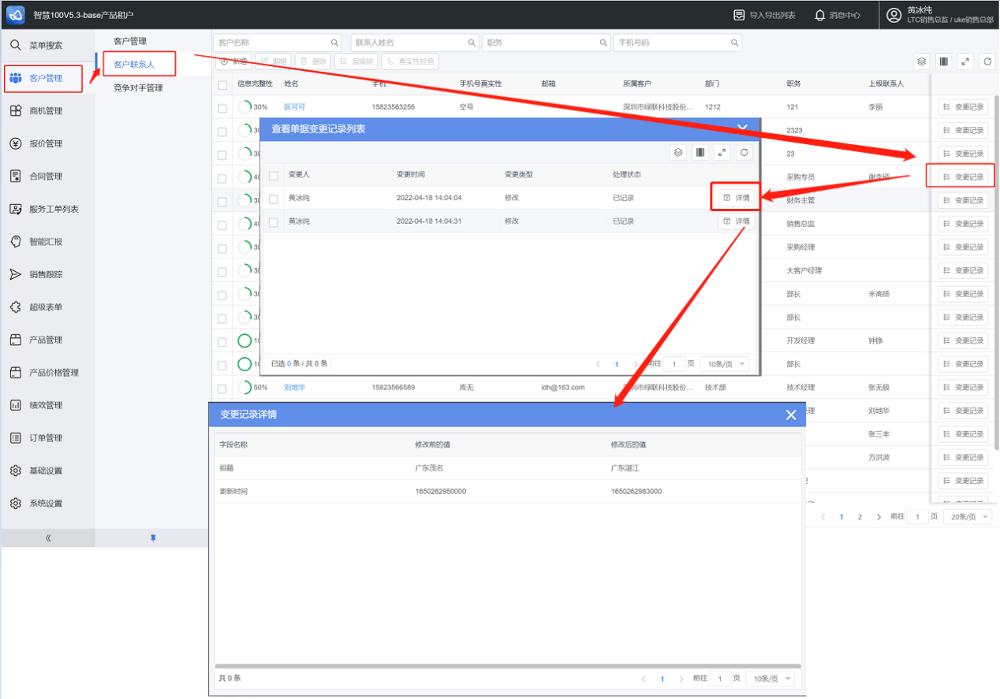 智慧100V5.3-base产品租户
导入导出列表
消息中心
黄冰纯
LTC销售总监 / uke销售总部
菜单搜索
客户管理
商机管理
报价管理
合同管理
服务工单列表
智能汇报
销售跟踪
超级表单
产品管理
产品价格管理
绩效管理
订单管理
基础设置
系统设置
客户管理
客户联系人
竞争对手管理
客户名称 联系人姓名 职务 手机号码
新增 编辑 删除 层级树 真实性检查
信息完整性 姓名 手机 手机号真实性 邮箱 所属客户 部门 职务 上级联系人
30% 区可可 15823563256 空号 深圳市绿联科技股份... 1212 121 李丽 变更记录
2323 变更记录
23 变更记录
采购专员 变更记录
财务主管 变更记录
销售总监 变更记录
采购经理 变更记录
大客户经理 变更记录
部长 米高扬 变更记录
部长 变更记录
开发经理 钟铮 变更记录
部长 变更记录
50% 刘地华 15823566589 库无 ldh@163.com 深圳市绿联科技股份... 技术部 技术经理 张无极 变更记录
刘地华 变更记录
张三丰 变更记录
方洪波 变更记录
变更记录
1 2 前往 1 页 20条/页
查看单据变更记录列表
变更人 变更时间 变更类型 处理状态
黄冰纯 2022-04-18 14:04:04 修改 已记录 详情
黄冰纯 2022-04-18 14:04:31 修改 已记录 详情
已选 0 条 / 共 0 条 1 前往 1 页 10条/页
变更记录详情
字段名称 修改前的值 修改后的值
祖籍 广东茂名 广东湛江
更新时间 1650262950000 1650262983000
共 0 条 1 前往 1 页 10条/页